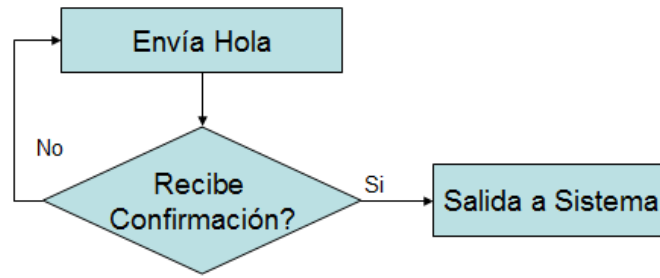 Envía Hola
No
Recibe
Confirmación?
Si
Salida a Sistema